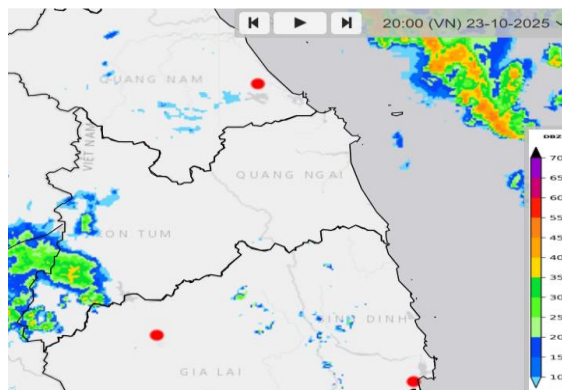 20:00 (VN) 23-10-2025
QUANG NAM
VIET NAM
QUANG NGAI
KON TUM
BINH DINH
GIA LAI
DBZ
70
65
60
55
50
45
40
35
30
25
20
15
10